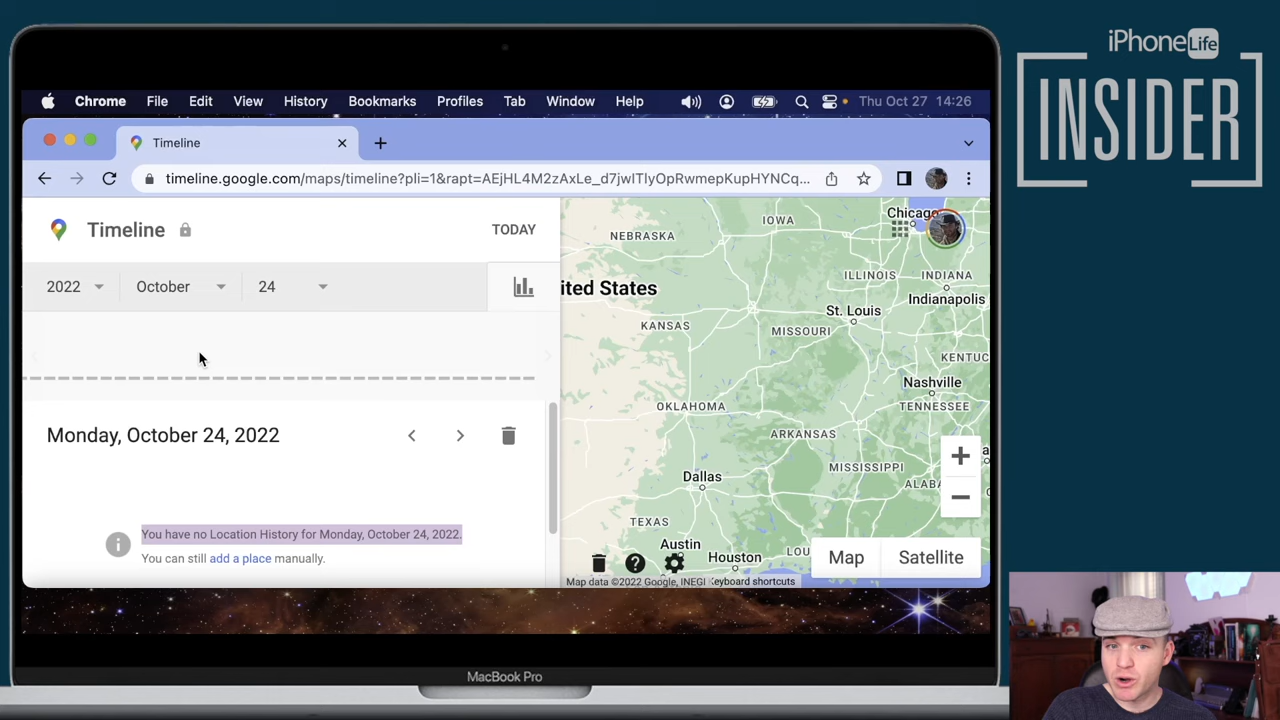 iPhoneLife
INSIDER
Chrome File Edit View History Bookmarks Profiles Tab Window Help Thu Oct 27 14:26
Timeline
timeline.google.com/maps/timeline?pli=1&rapt=AEjHL4M2zAxLe_d7jwITIyOpRwmepKupHYNCq...
Timeline
TODAY
2022 October 24
Monday, October 24, 2022
You have no Location History for Monday, October 24, 2022.
You can still add a place manually.
Chicago
IOWA
NEBRASKA
ILLINOIS
INDIANA
ited States
Indianapolis
St. Louis
KANSAS
MISSOURI
KENTUC
Nashville
OKLAHOMA
TENNESSEE
ARKANSAS
MISSISSIPPI
Dallas
ALABA
TEXAS
Austin
Houston
LOU
Map
Satellite
Map data ©2022 Google, INEGI
eyboard shortcuts
MacBook Pro